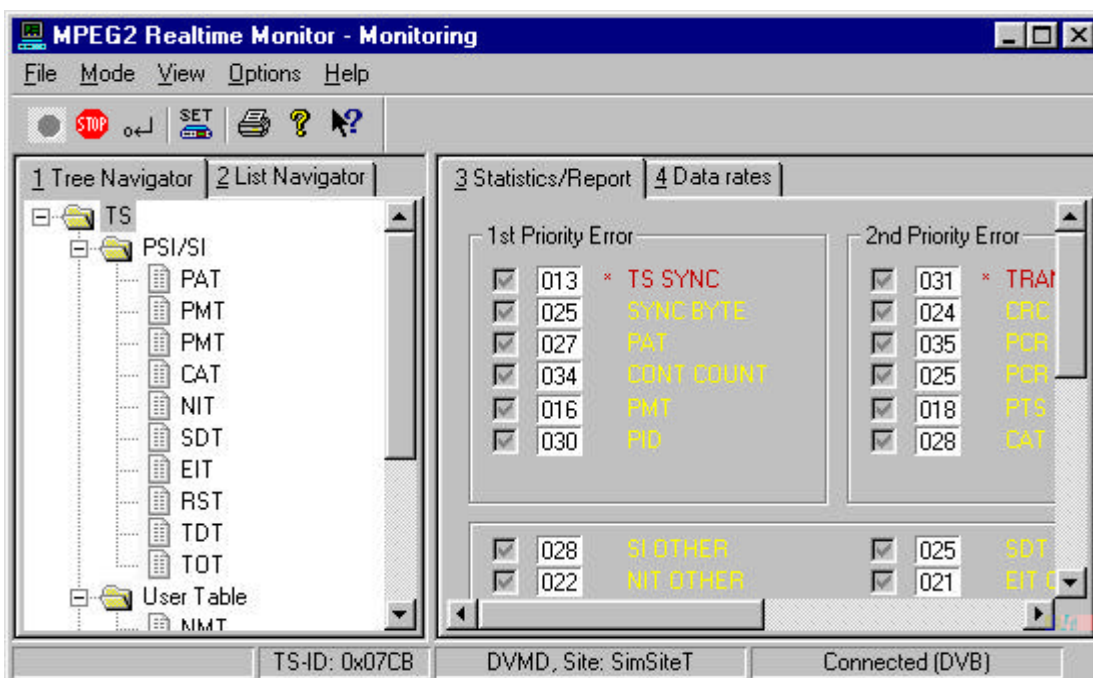 MPEG2 Realtime Monitor - Monitoring
File Mode View Options Help
STOP SET
1 Tree Navigator 2 List Navigator
TS
PSI/SI
PAT
PMT
PMT
CAT
NIT
SDT
EIT
RST
TDT
TOT
User Table
NMT
3 Statistics/Report 4 Data rates
1st Priority Error
013 * TS SYNC
025 SYNC BYTE
027 PAT
034 CONT COUNT
016 PMT
030 PID
2nd Priority Error
031 * TRAN
024 CRC
035 PCR
025 PCR
018 PTS
028 CAT
028 SI OTHER
022 NIT OTHER
025 SDT
021 EIT
TS-ID: 0x07CB DVMD, Site: SimSiteT Connected (DVB)